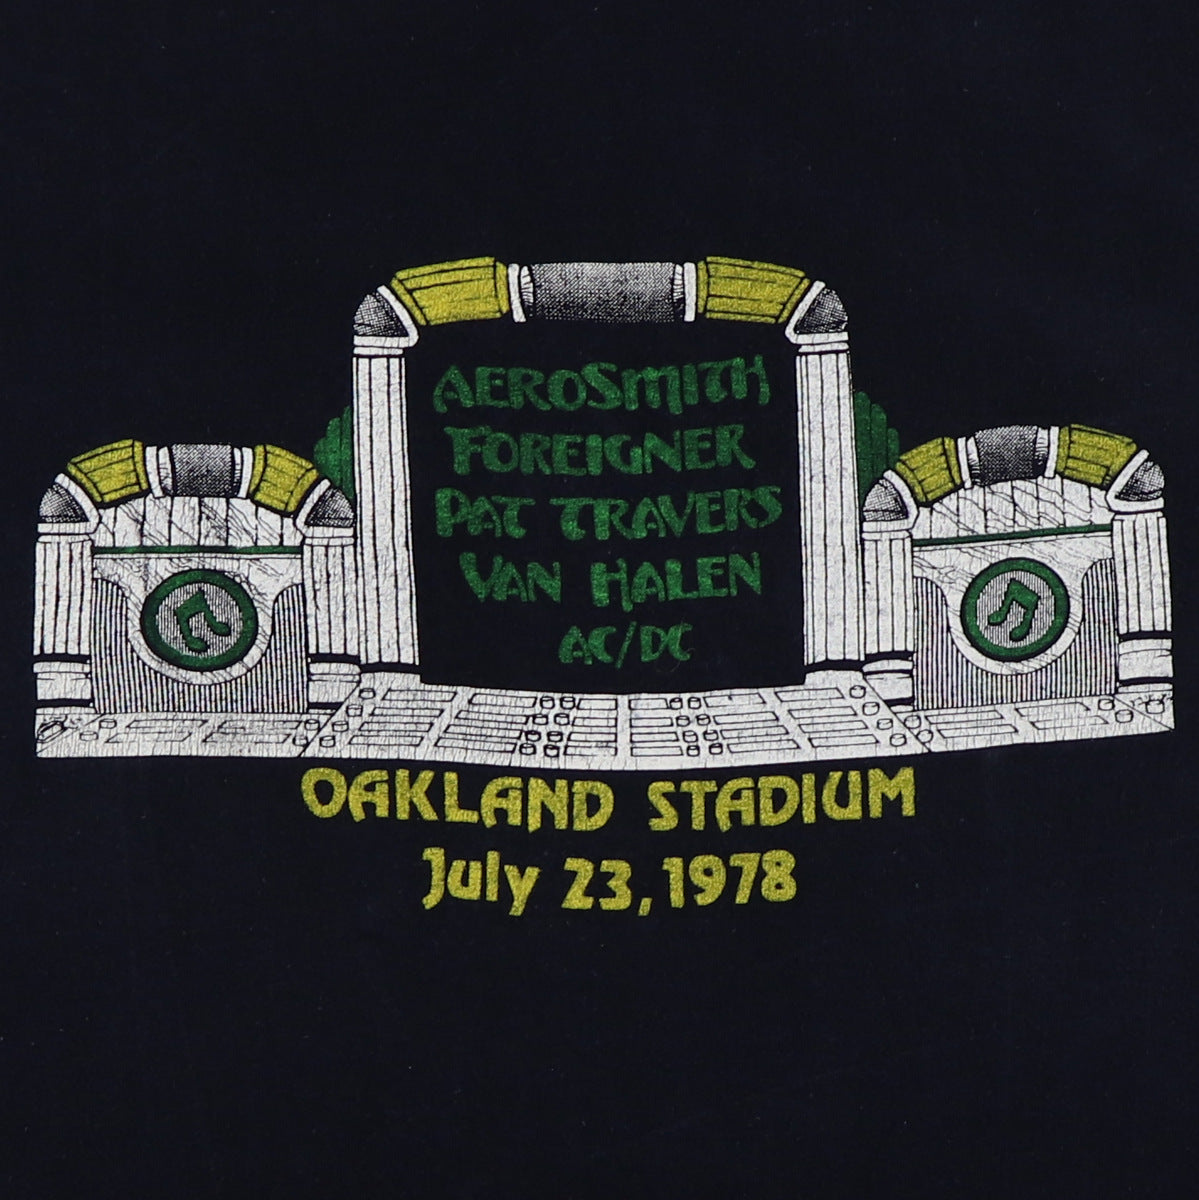 AEROSMITH
FOREIGNER
PAT TRAVERS
VAN HALEN
AC/DC
OAKLAND STADIUM
July 23, 1978